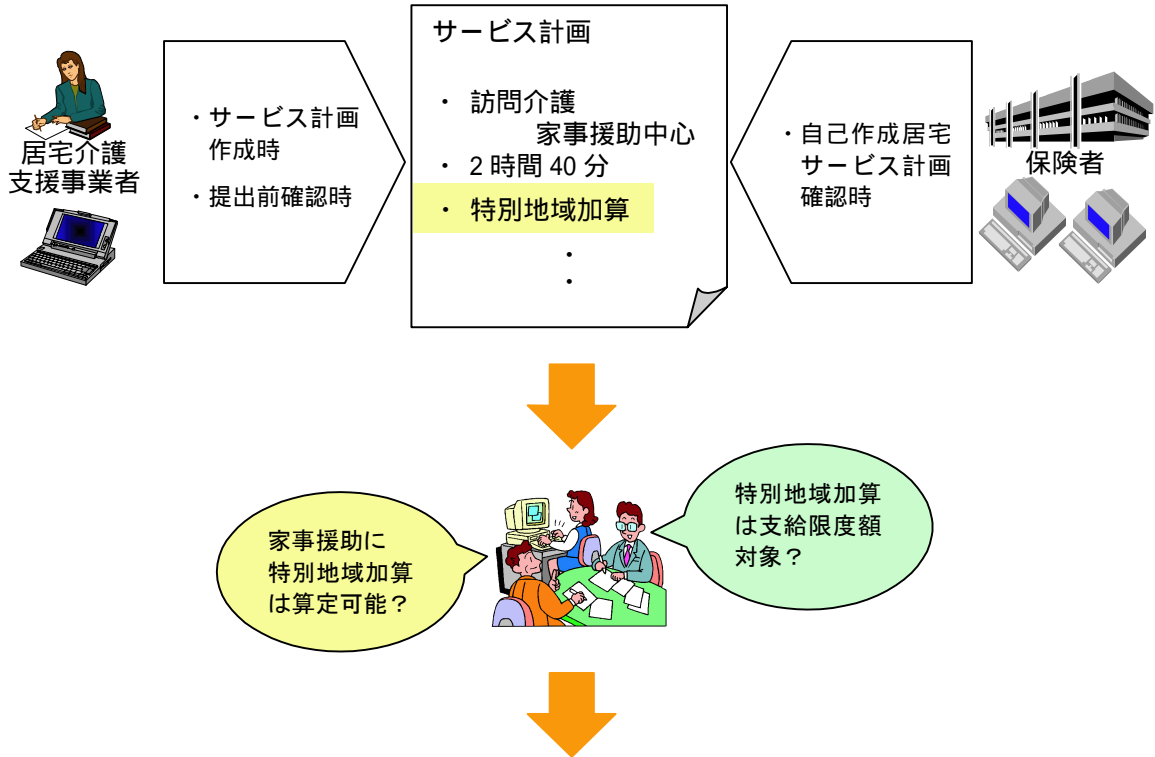 居宅介護
支援事業者
・サービス計画
作成時
・提出前確認時
サービス計画
・ 訪問介護
家事援助中心
・ 2時間40分
・ 特別地域加算
・
・
・自己作成居宅
サービス計画
確認時
保険者
家事援助に
特別地域加算
は算定可能？
特別地域加算
は支給限度額
対象？